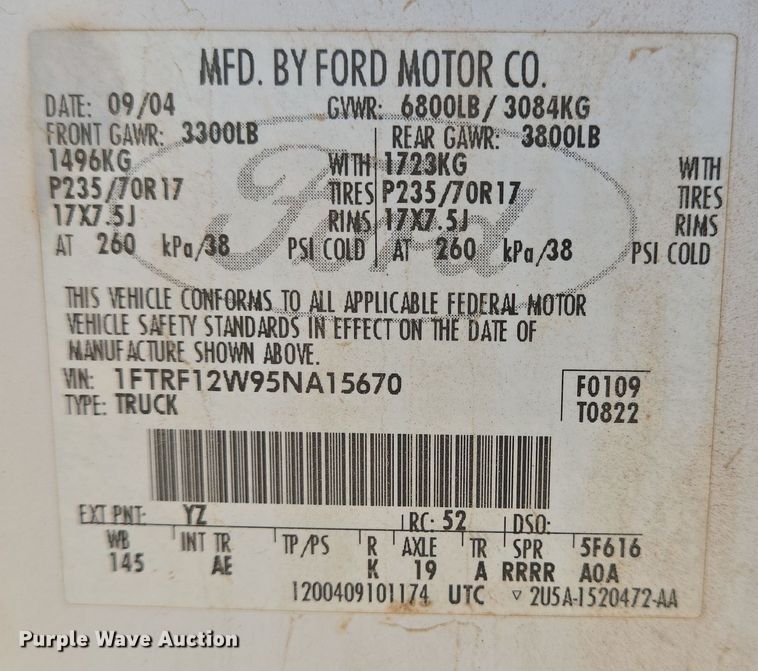 MFD. BY FORD MOTOR CO.
DATE: 09/04 GVWR: 6800LB/ 3084KG
FRONT GAWR: 3300LB REAR GAWR: 3800LB
1496KG WITH 1723KG WITH
P235/70R17 TIRES P235/70R17 TIRES
17X7.5J RIMS 17X7.5J RIMS
AT 260 kPa/38 PSI COLD AT 260 kPa/38 PSI COLD
Ford
THIS VEHICLE CONFORMS TO ALL APPLICABLE FEDERAL MOTOR
VEHICLE SAFETY STANDARDS IN EFFECT ON THE DATE OF
MANUFACTURE SHOWN ABOVE.
VIN: 1FTRF12W95NA15670 F0109
TYPE: TRUCK T0822
EXT PNT: YZ RC: 52 DSO:
WB INT TR TP/PS R AXLE TR SPR 5F616
145 AE K 19 A RRRR A0A
1200409101174 UTC ▿ 2U5A-1520472-AA
Purple Wave Auction